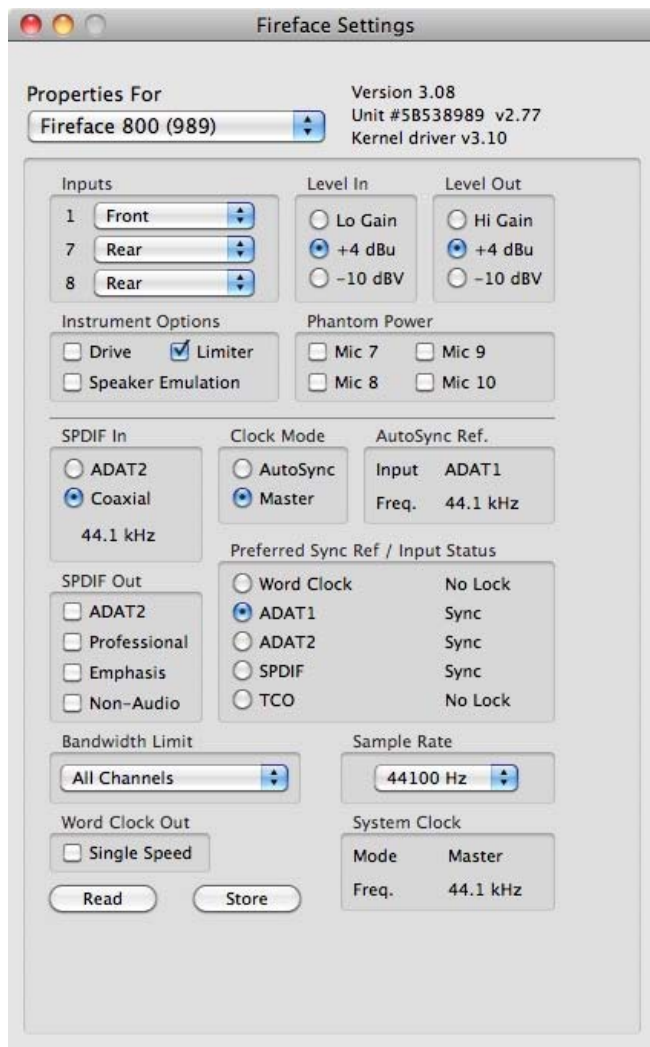 Fireface Settings
Properties For
Fireface 800 (989)
Version 3.08
Unit #5B538989 v2.77
Kernel driver v3.10
Inputs
1 Front
7 Rear
8 Rear
Level In
Lo Gain
+4 dBu
-10 dBV
Level Out
Hi Gain
+4 dBu
-10 dBV
Instrument Options
Drive Limiter
Speaker Emulation
Phantom Power
Mic 7 Mic 9
Mic 8 Mic 10
SPDIF In
ADAT2
Coaxial
44.1 kHz
Clock Mode
AutoSync
Master
AutoSync Ref.
Input ADAT1
Freq. 44.1 kHz
SPDIF Out
ADAT2
Professional
Emphasis
Non-Audio
Preferred Sync Ref / Input Status
Word Clock No Lock
ADAT1 Sync
ADAT2 Sync
SPDIF Sync
TCO No Lock
Bandwidth Limit
All Channels
Sample Rate
44100 Hz
Word Clock Out
Single Speed
System Clock
Mode Master
Freq. 44.1 kHz
Read Store